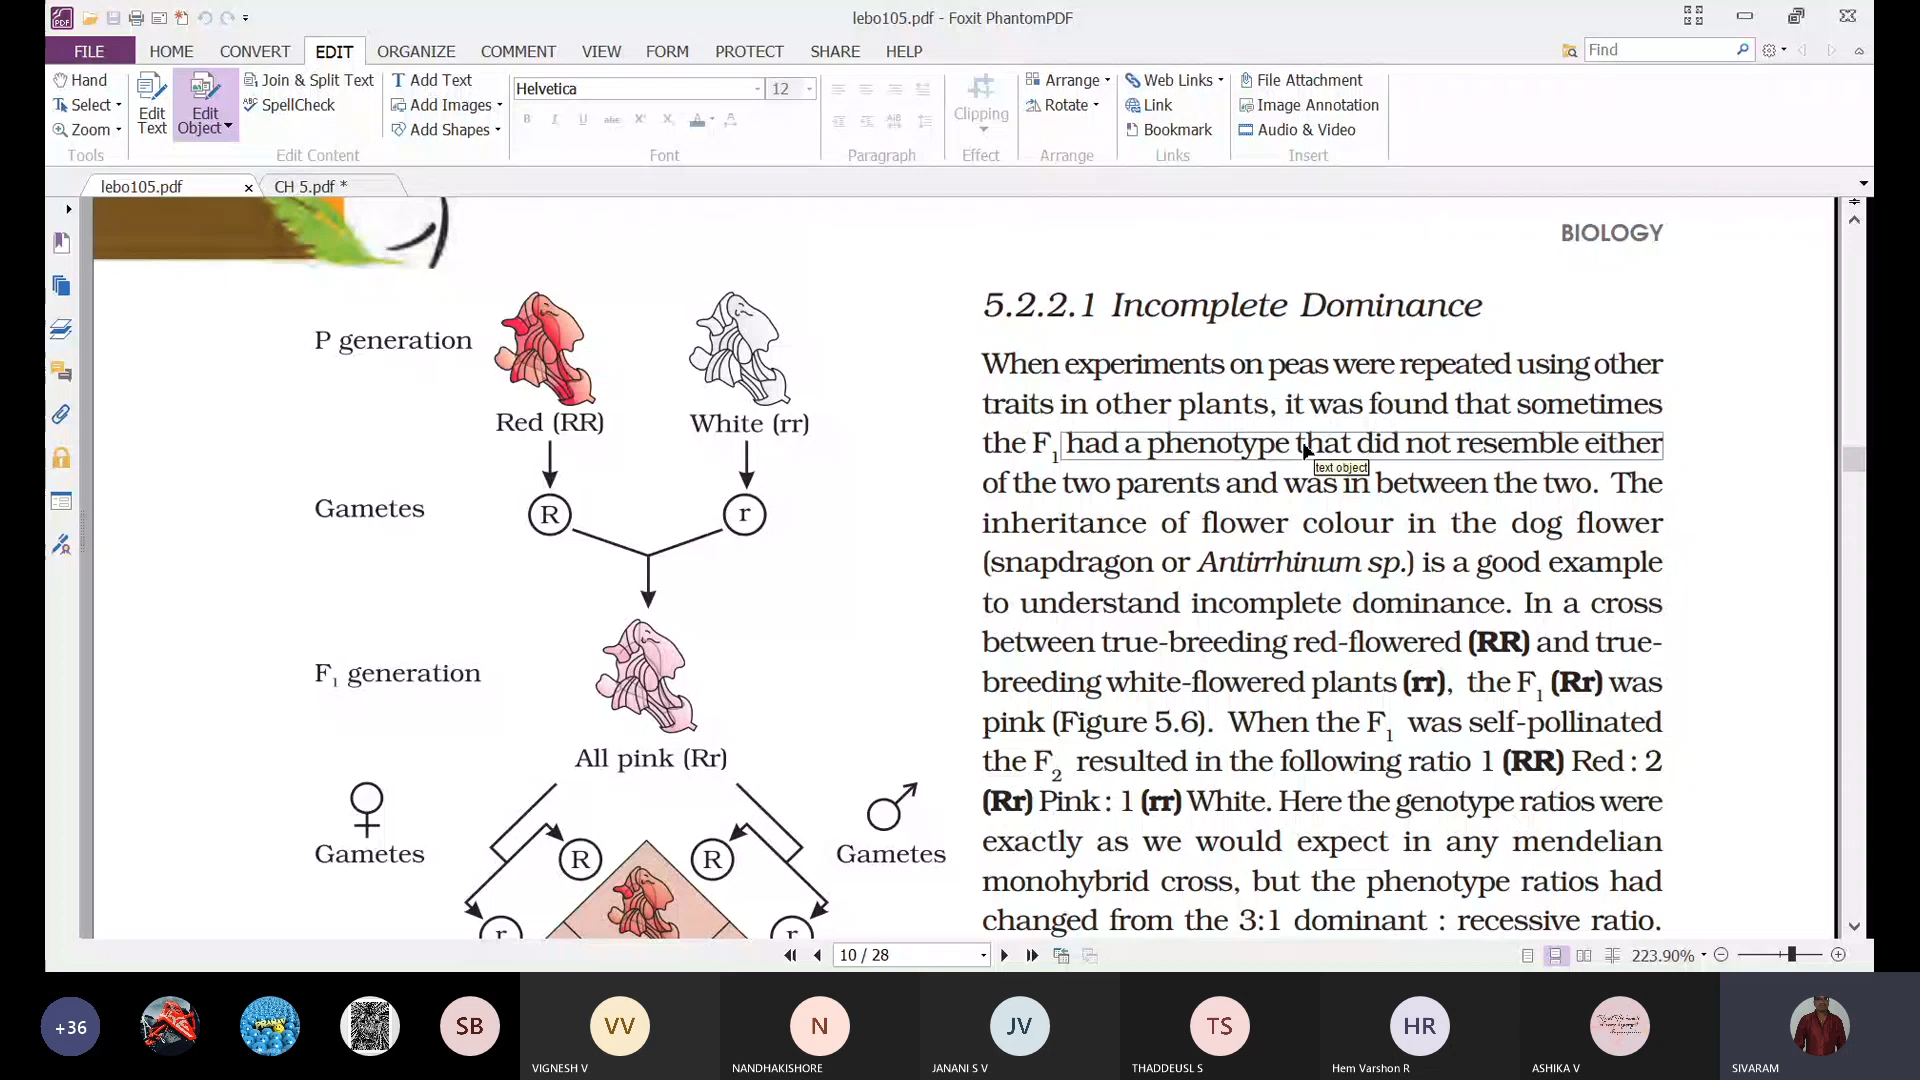 lebo105.pdf - Foxit PhantomPDF
FILE HOME CONVERT EDIT ORGANIZE COMMENT VIEW FORM PROTECT SHARE HELP
Find
Hand
Select
Zoom
Tools
Edit Text
Edit Object
Join & Split Text
SpellCheck
Edit Content
Add Text
Add Images
Add Shapes
Helvetica 12
Font
Paragraph
Clipping
Effect
Arrange
Rotate
Arrange
Web Links
Link
Bookmark
Links
File Attachment
Image Annotation
Audio & Video
Insert
lebo105.pdf CH 5.pdf *
BIOLOGY
P generation
Red (RR) White (rr)
Gametes R r
F1 generation
All pink (Rr)
Gametes R R Gametes
r r
5.2.2.1 Incomplete Dominance
When experiments on peas were repeated using other
traits in other plants, it was found that sometimes
the F1 had a phenotype that did not resemble either
text object
of the two parents and was in between the two. The
inheritance of flower colour in the dog flower
(snapdragon or Antirrhinum sp.) is a good example
to understand incomplete dominance. In a cross
between true-breeding red-flowered (RR) and true-
breeding white-flowered plants (rr), the F1 (Rr) was
pink (Figure 5.6). When the F1 was self-pollinated
the F2 resulted in the following ratio 1 (RR) Red : 2
(Rr) Pink : 1 (rr) White. Here the genotype ratios were
exactly as we would expect in any mendelian
monohybrid cross, but the phenotype ratios had
changed from the 3:1 dominant : recessive ratio.
10 / 28
223.90%
+36
SB
VV
N
JV
TS
HR
VIGNESH V
NANDHAKISHORE
JANANI S V
THADDEUSL S
Hem Varshon R
ASHIKA V
SIVARAM